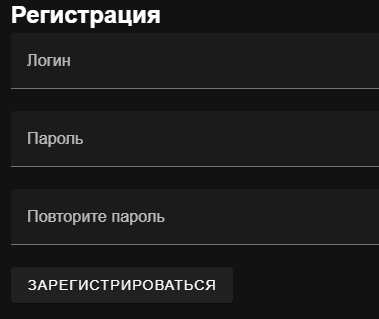 Регистрация
Логин
Пароль
Повторите пароль
ЗАРЕГИСТРИРОВАТЬСЯ